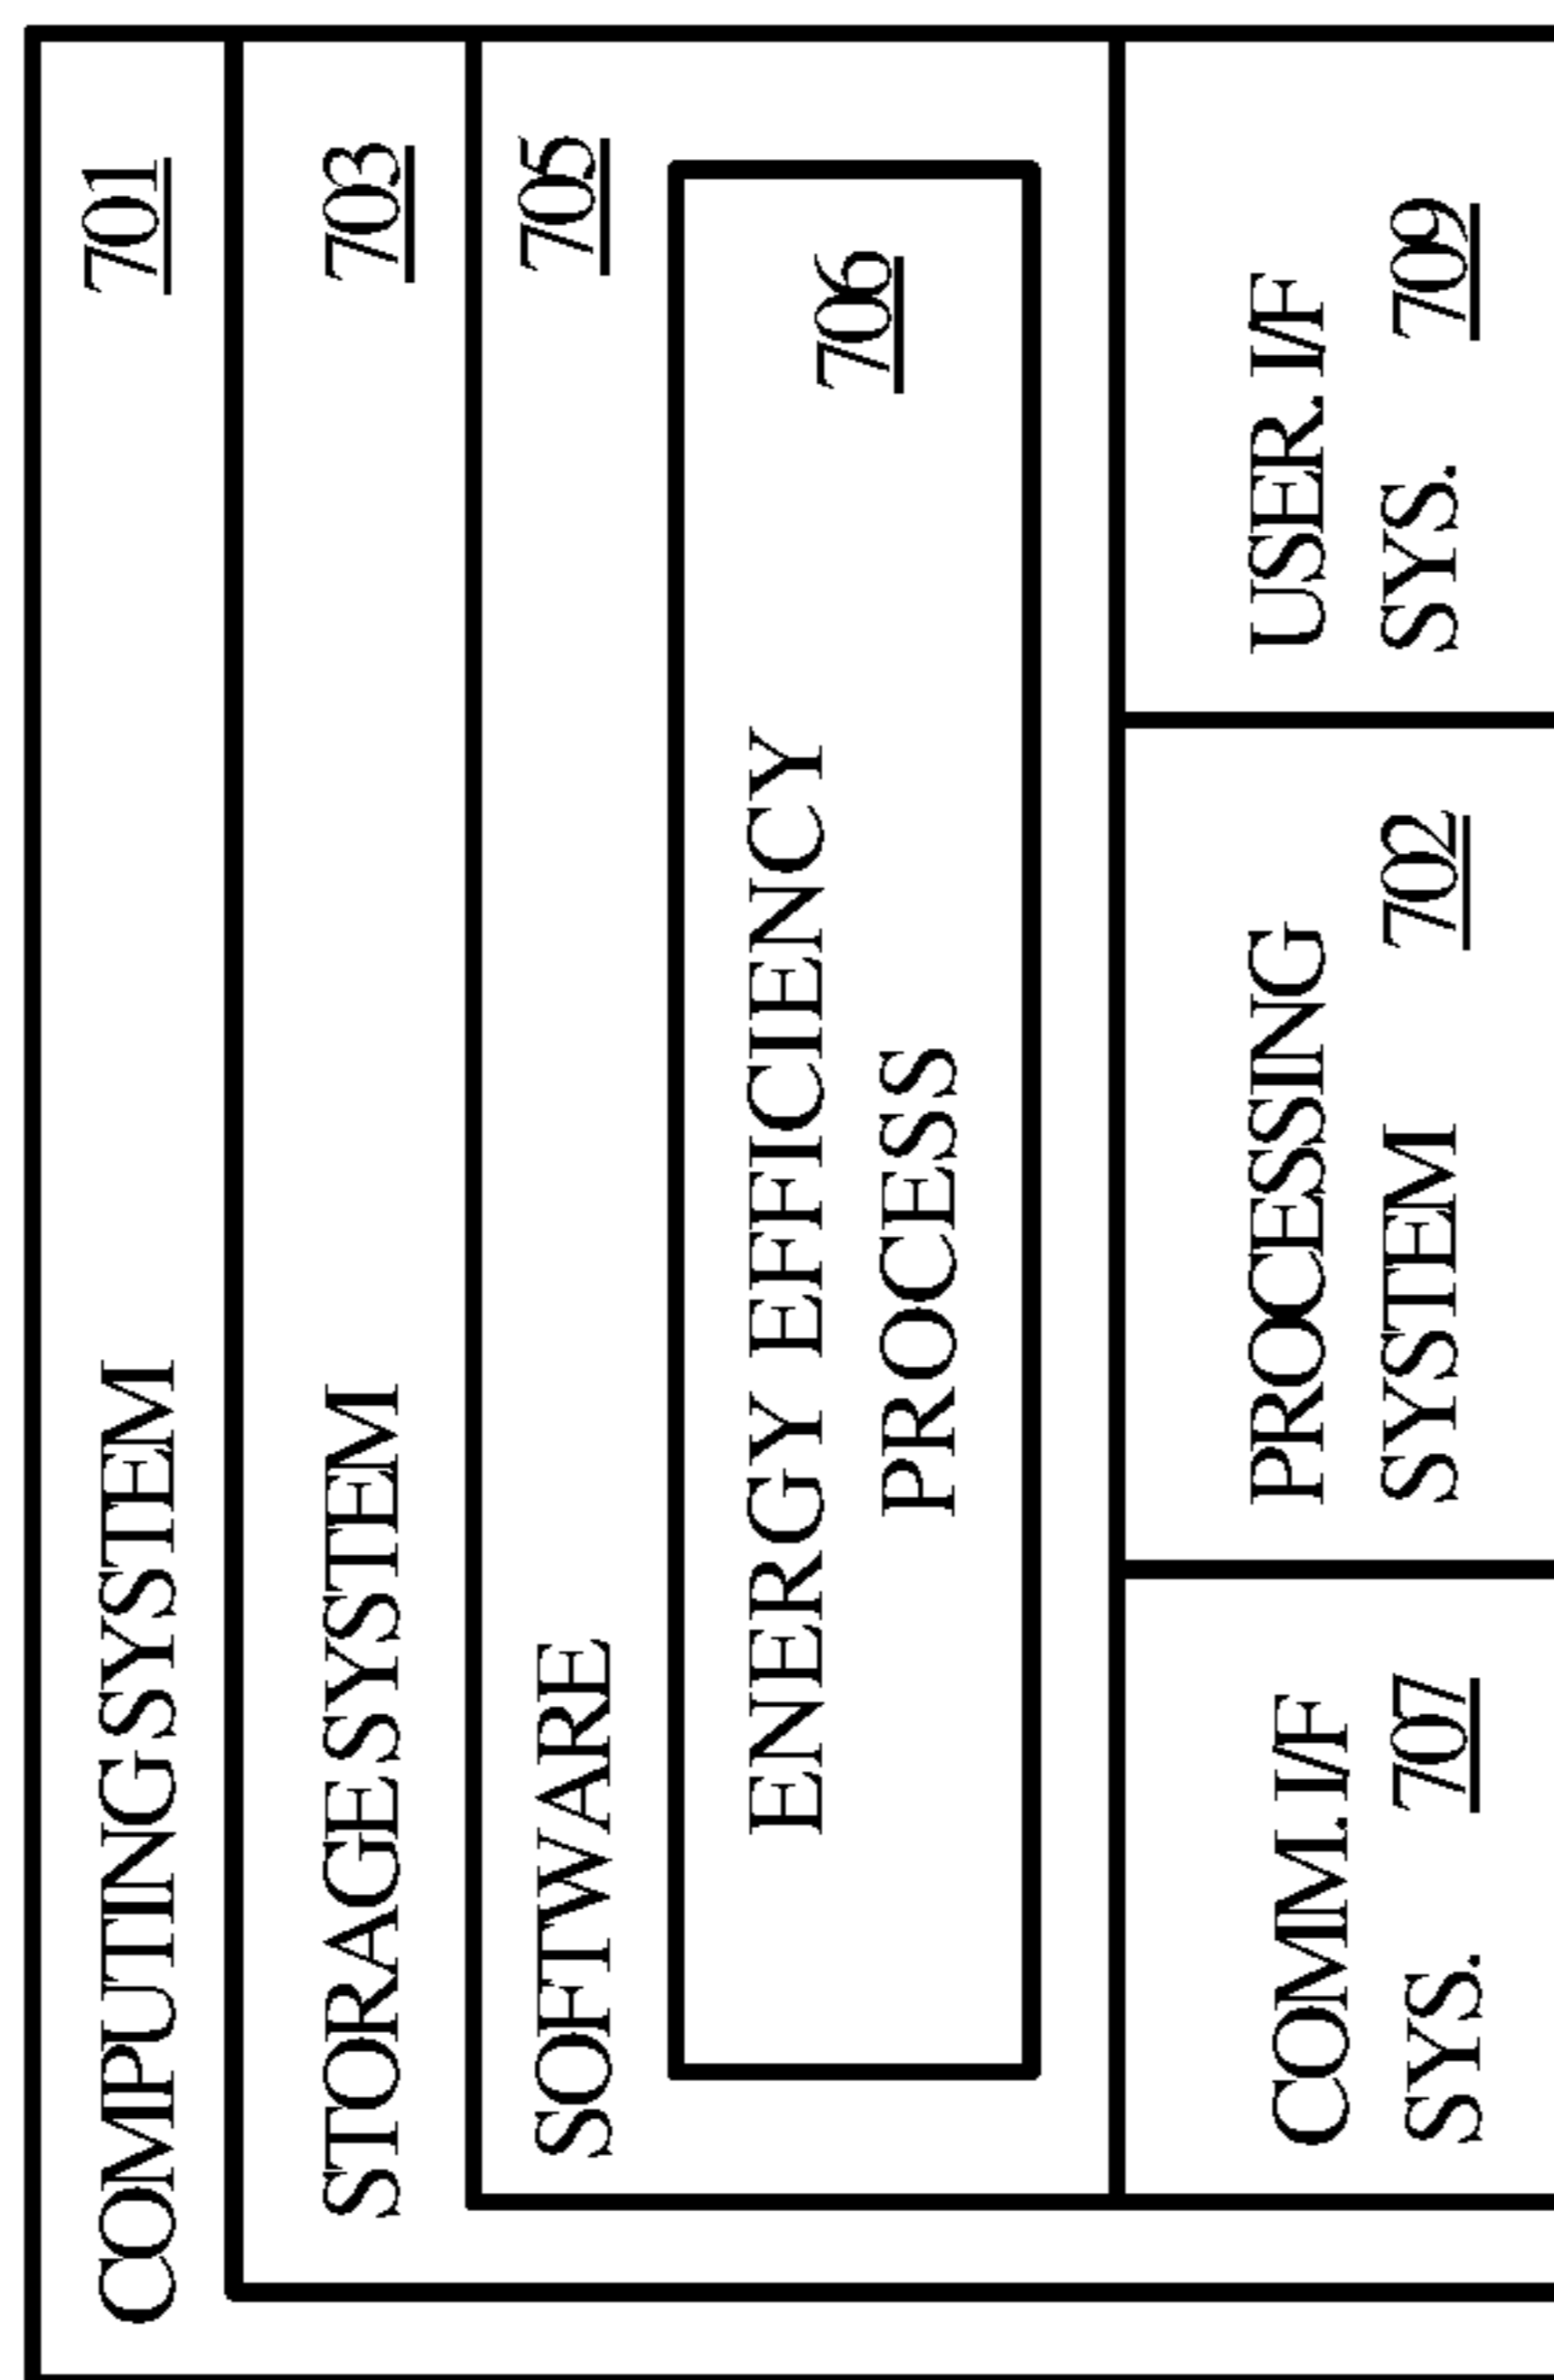 COMPUTING SYSTEM 701
STORAGE SYSTEM 703
SOFTWARE 705
ENERGY EFFICIENCY
PROCESS 706
COMM. I/F
SYS. 707
PROCESSING
SYSTEM 702
USER. I/F
SYS. 709